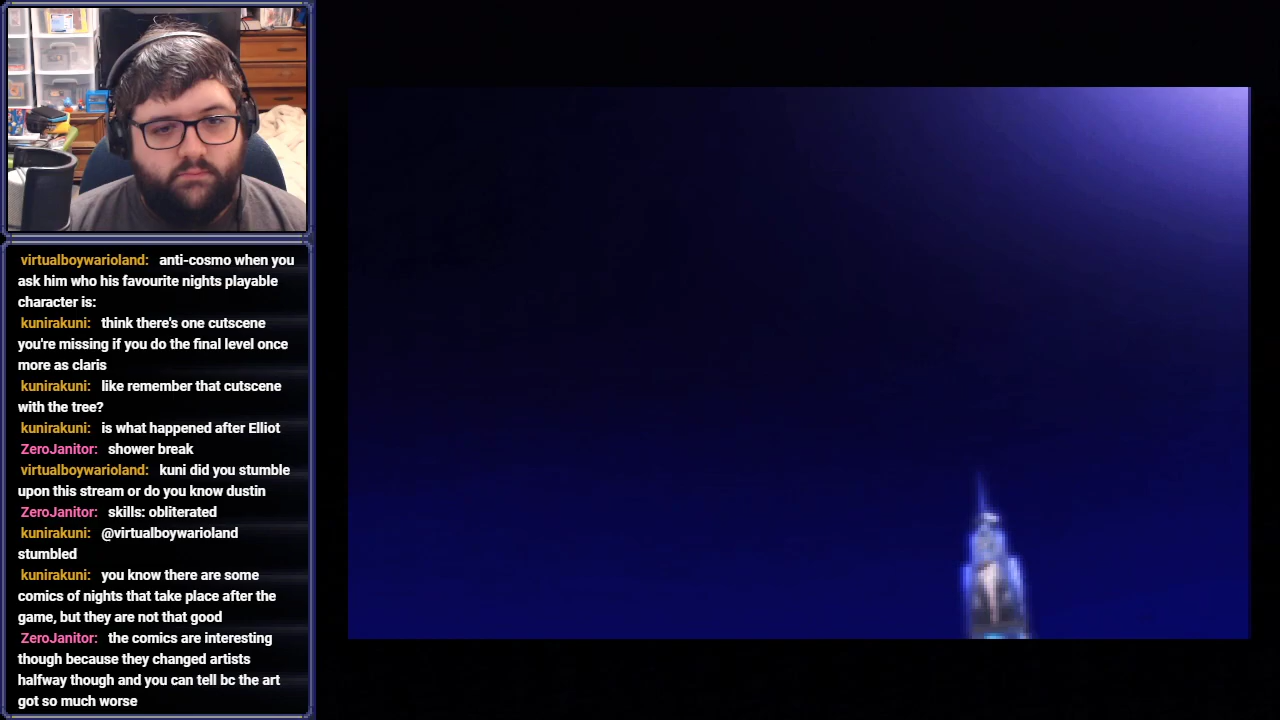 virtualboywarioland: anti-cosmo when you
ask him who his favourite nights playable
character is:
kunirakuni: think there's one cutscene
you're missing if you do the final level once
more as claris
kunirakuni: like remember that cutscene
with the tree?
kunirakuni: is what happened after Elliot
ZeroJanitor: shower break
virtualboywarioland: kuni did you stumble
upon this stream or do you know dustin
ZeroJanitor: skills: obliterated
kunirakuni: @virtualboywarioland
stumbled
kunirakuni: you know there are some
comics of nights that take place after the
game, but they are not that good
ZeroJanitor: the comics are interesting
though because they changed artists
halfway though and you can tell bc the art
got so much worse